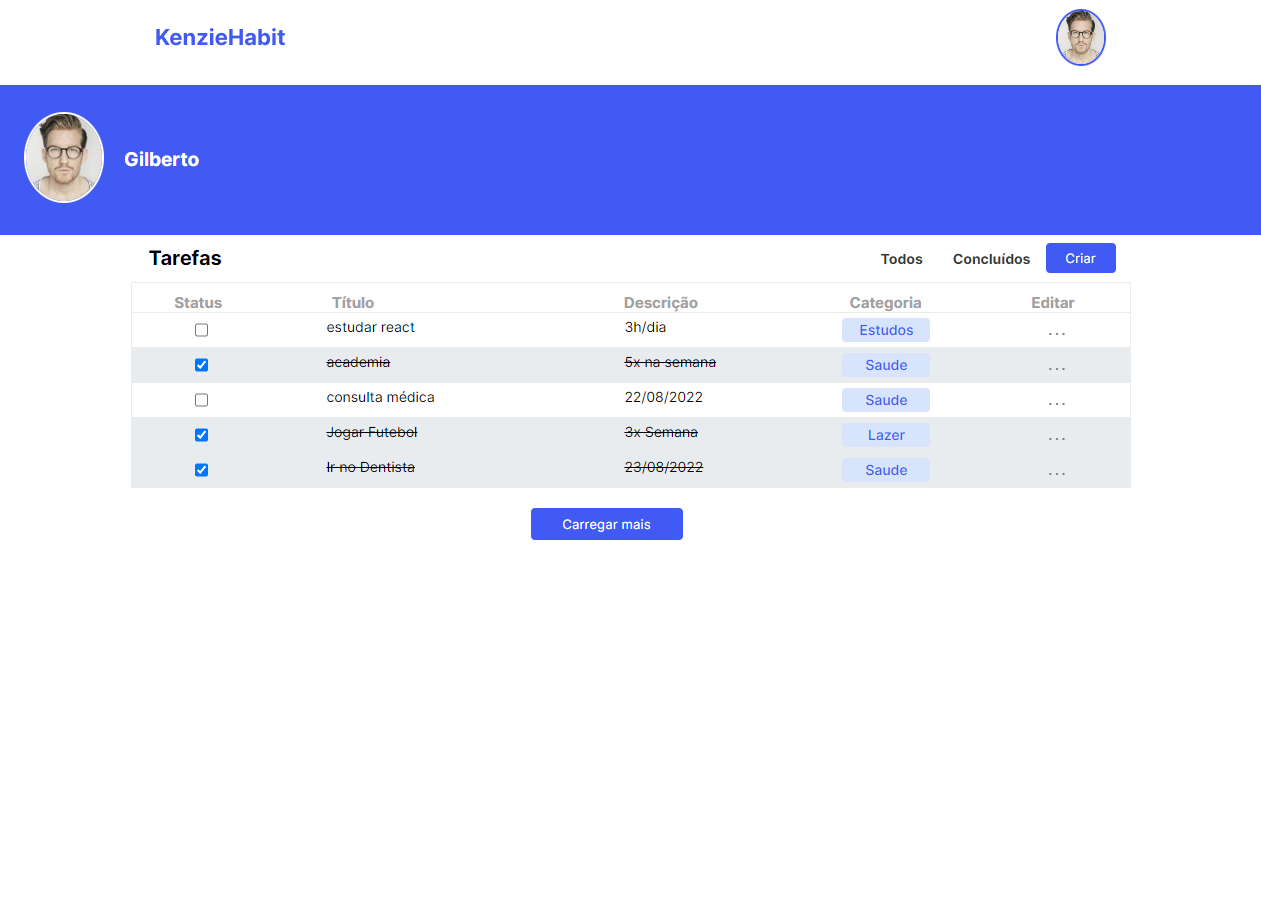 KenzieHabit
Gilberto
Tarefas Todos Concluídos Criar
Status Título Descrição Categoria Editar
estudar react 3h/dia Estudos ...
academia 5x na semana Saude ...
consulta médica 22/08/2022 Saude ...
Jogar Futebol 3x Semana Lazer ...
Ir no Dentista 23/08/2022 Saude ...
Carregar mais